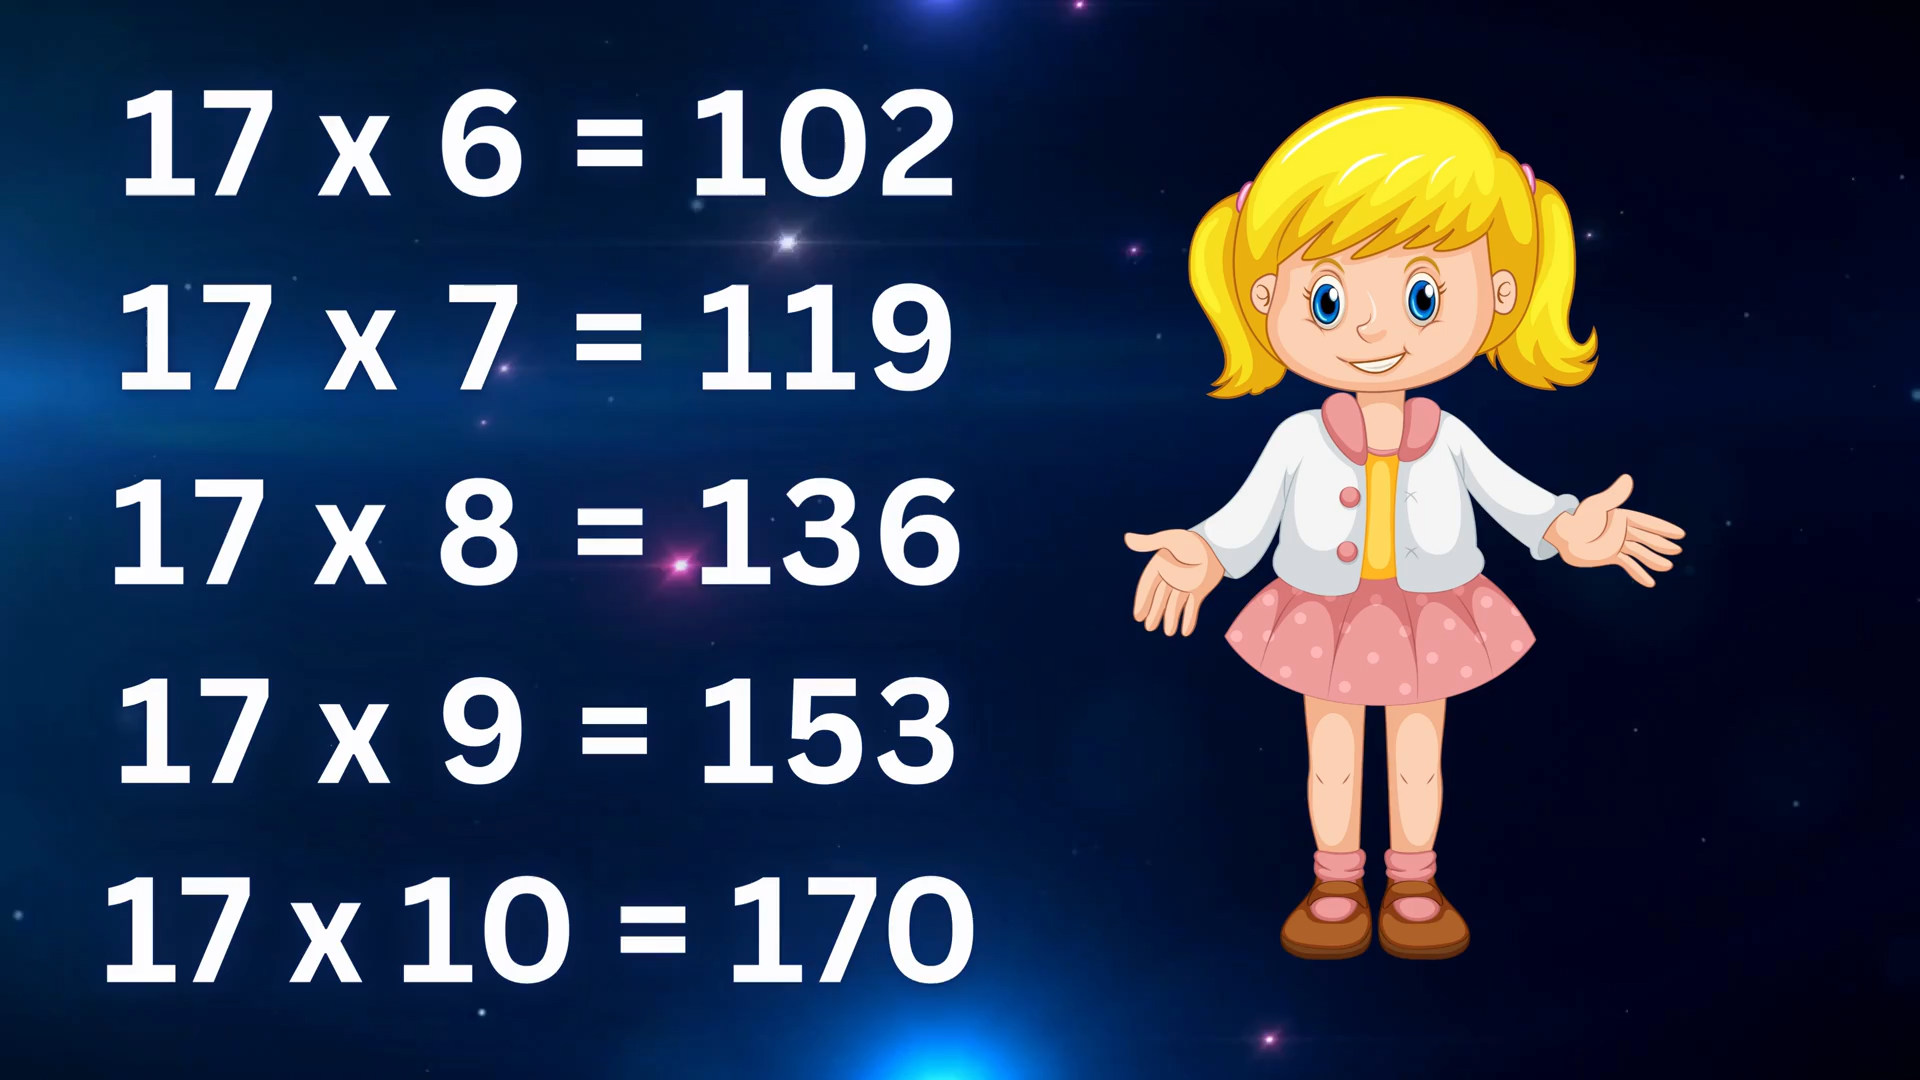 17 x 6 = 102
17 x 7 = 119
17 x 8 = 136
17 x 9 = 153
17 x 10 = 170